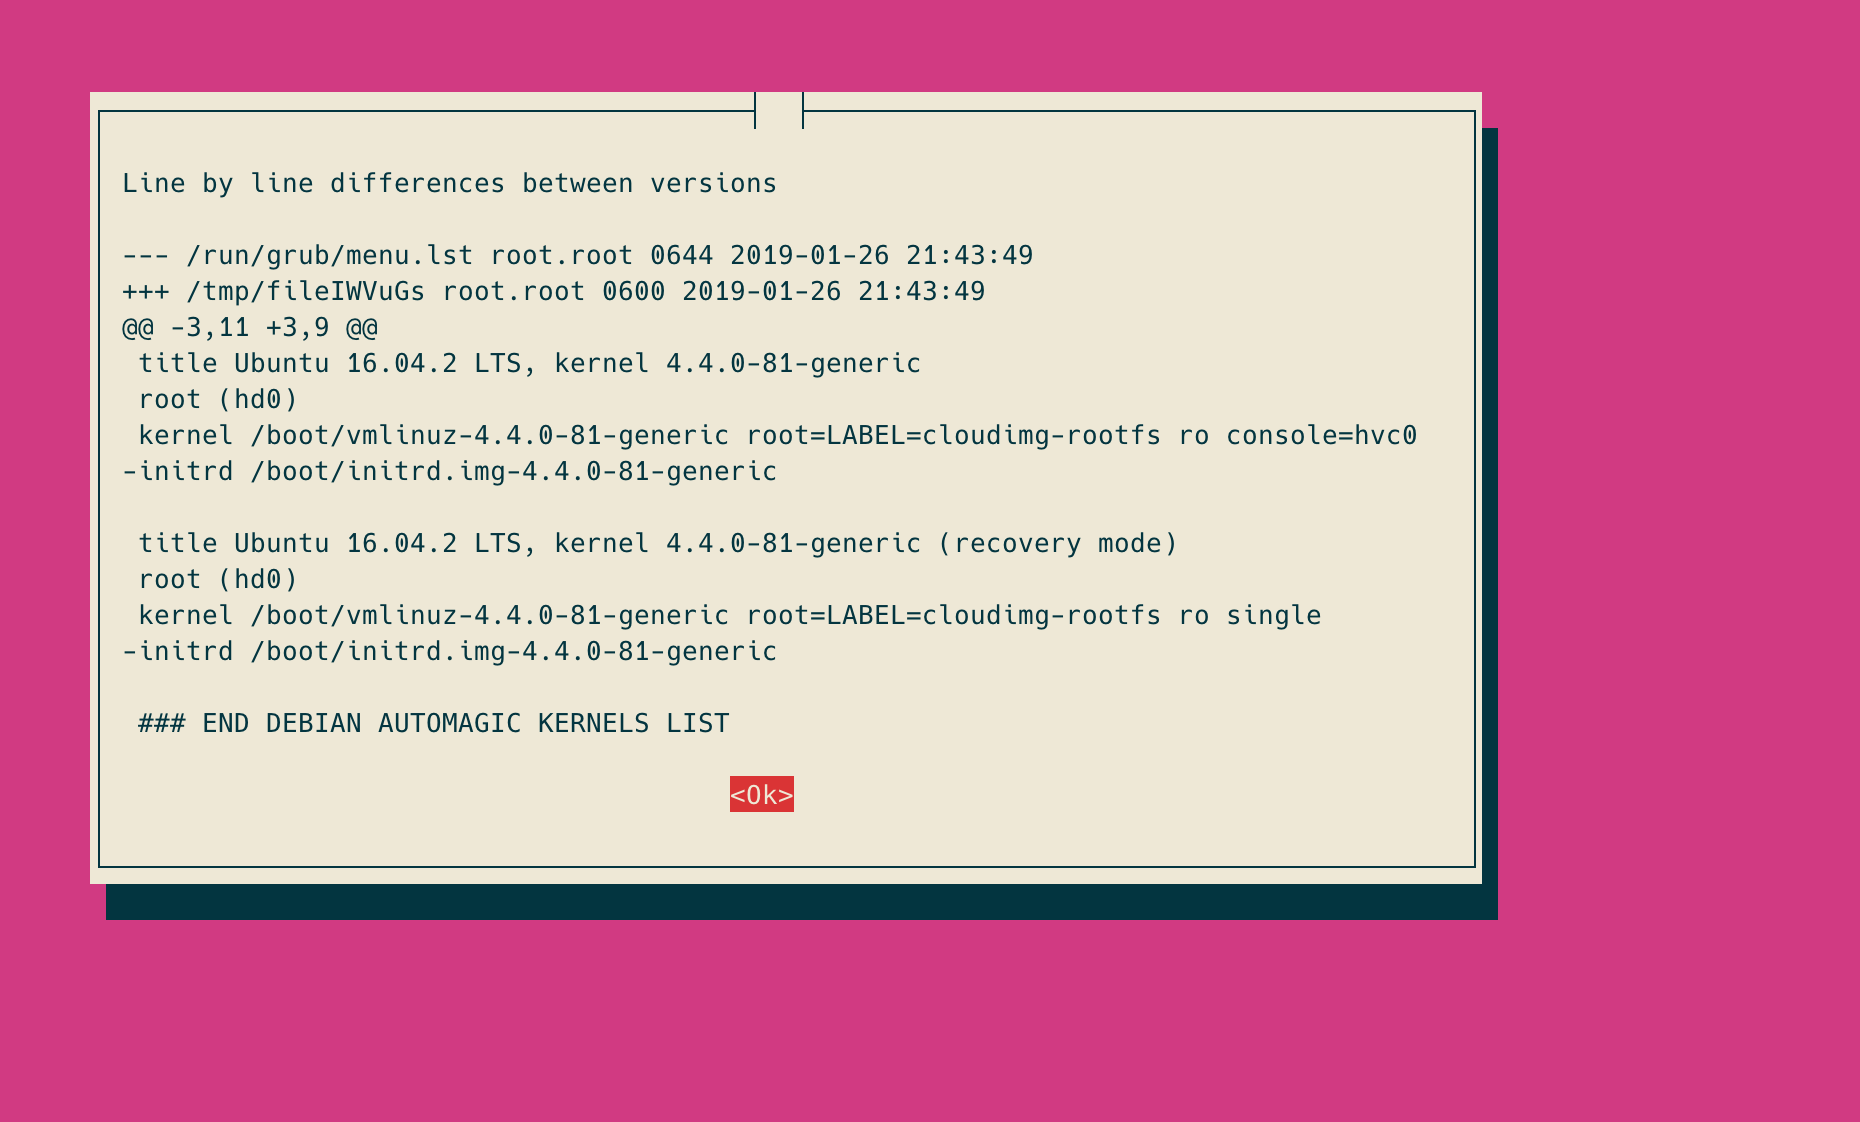 Line by line differences between versions
--- /run/grub/menu.lst root.root 0644 2019-01-26 21:43:49
+++ /tmp/fileIWVuGs root.root 0600 2019-01-26 21:43:49
@@ -3,11 +3,9 @@
 title Ubuntu 16.04.2 LTS, kernel 4.4.0-81-generic
 root (hd0)
 kernel /boot/vmlinuz-4.4.0-81-generic root=LABEL=cloudimg-rootfs ro console=hvc0
-initrd /boot/initrd.img-4.4.0-81-generic
 title Ubuntu 16.04.2 LTS, kernel 4.4.0-81-generic (recovery mode)
 root (hd0)
 kernel /boot/vmlinuz-4.4.0-81-generic root=LABEL=cloudimg-rootfs ro single
-initrd /boot/initrd.img-4.4.0-81-generic
 ### END DEBIAN AUTOMAGIC KERNELS LIST
<Ok>